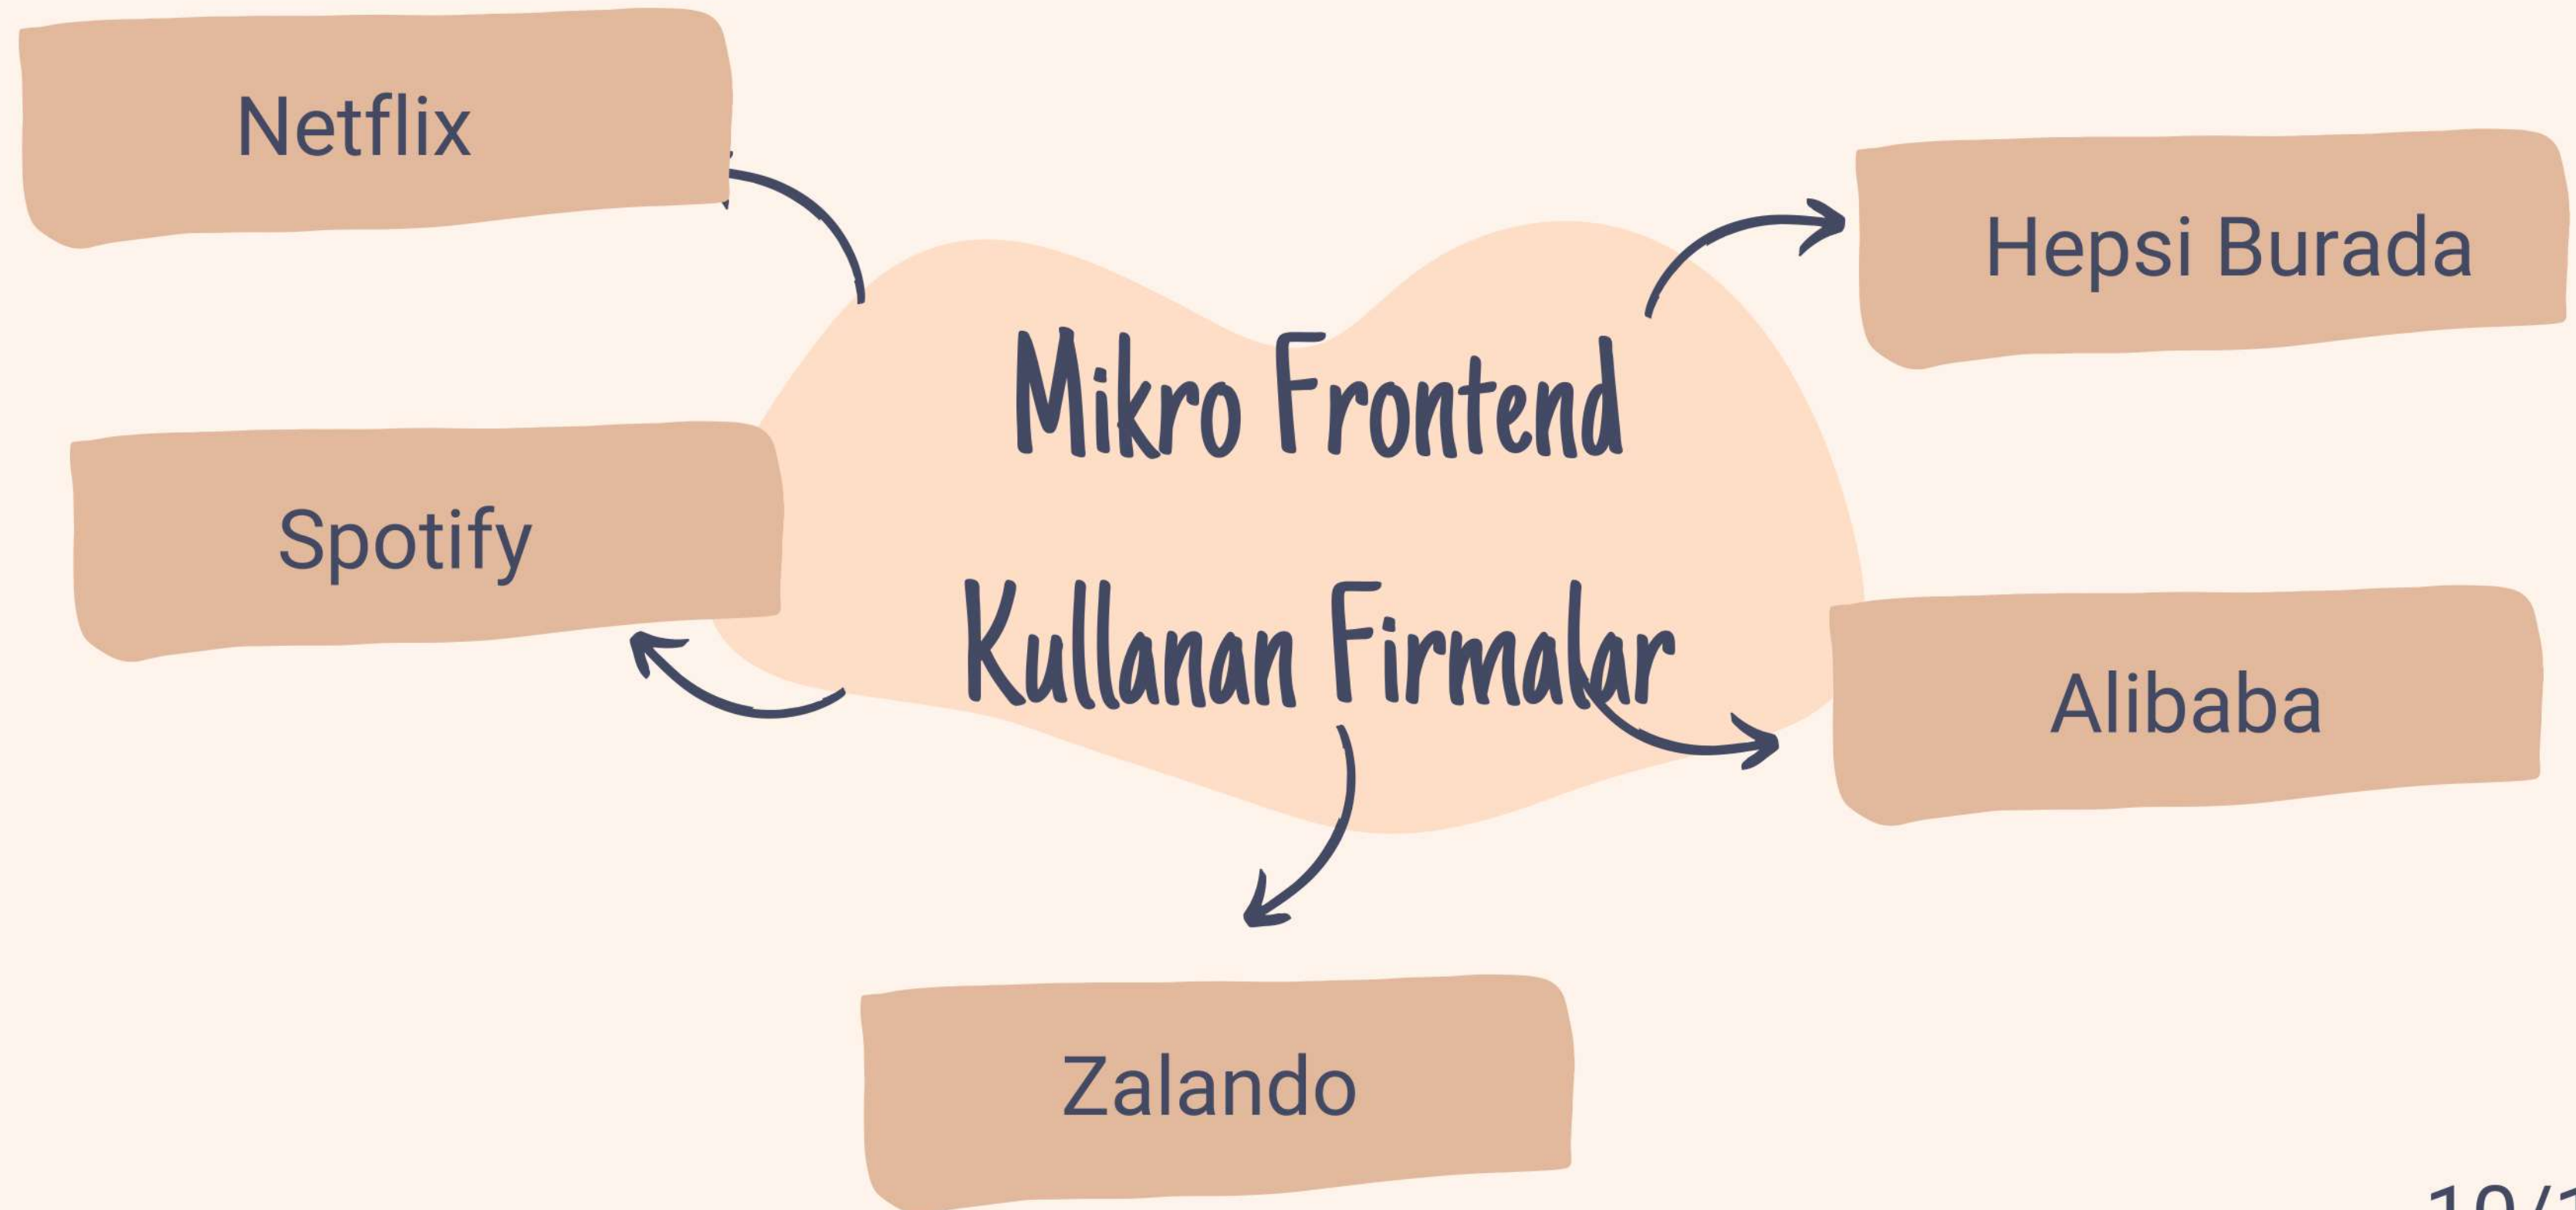 Netflix
Hepsi Burada
Mikro Frontend
Spotify
Kullanan Firmalar
Alibaba
Zalando